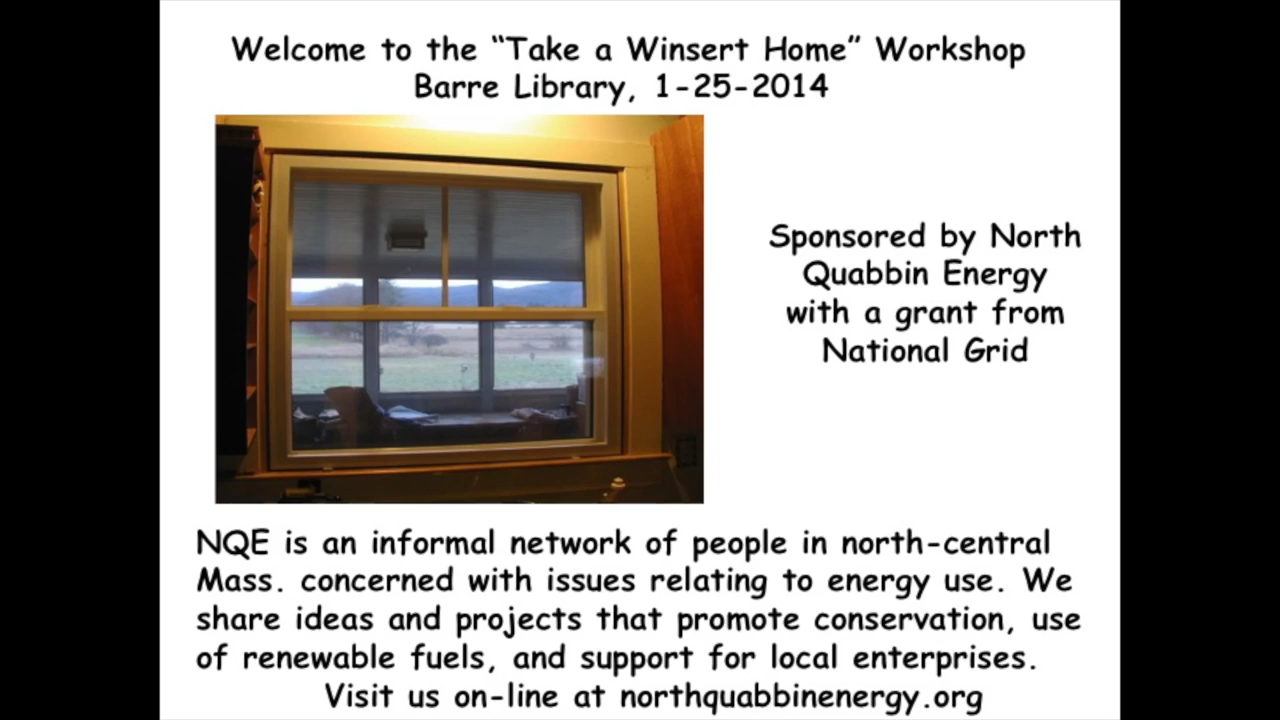 Welcome to the “Take a Winsert Home” Workshop
Barre Library, 1-25-2014
Sponsored by North
Quabbin Energy
with a grant from
National Grid
NQE is an informal network of people in north-central
Mass. concerned with issues relating to energy use. We
share ideas and projects that promote conservation, use
of renewable fuels, and support for local enterprises.
Visit us on-line at northquabbinenergy.org